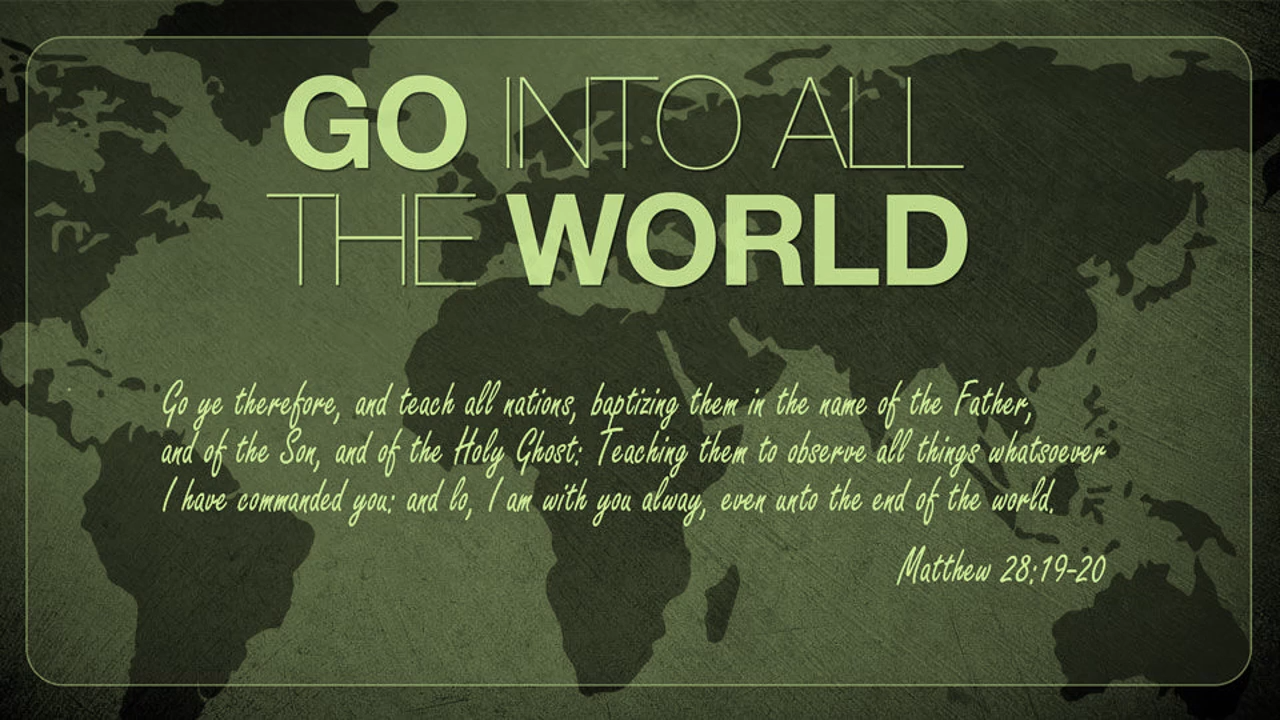 GO INTO ALL
THE WORLD
Go ye therefore, and teach all nations, baptizing them in the name of the Father,
and of the Son, and of the Holy Ghost: Teaching them to observe all things whatsoever
I have commanded you: and lo, I am with you alway, even unto the end of the world.
Matthew 28:19-20